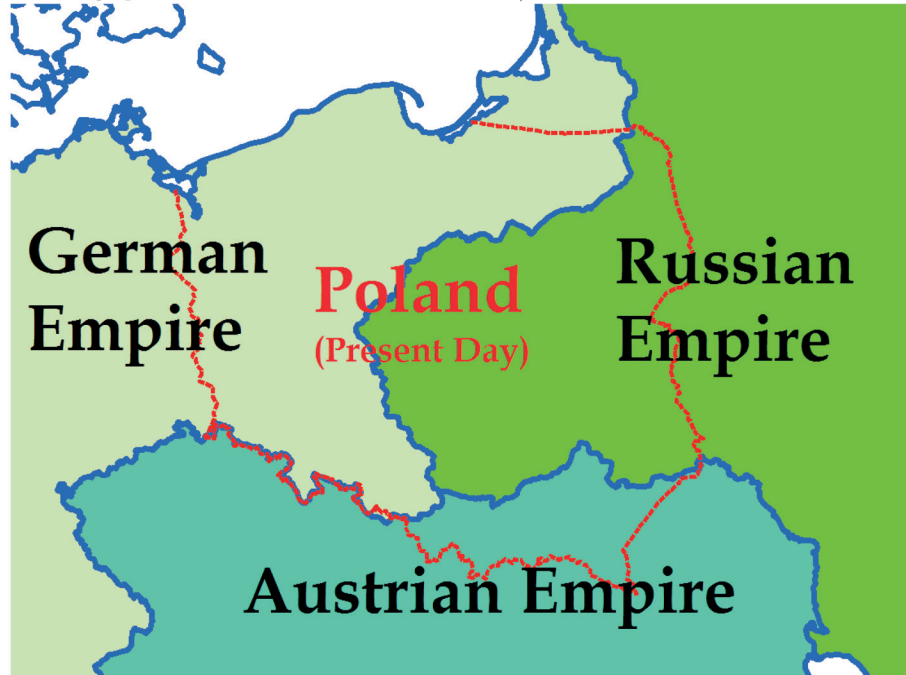 German
Empire
Poland
(Present Day)
Russian
Empire
Austrian Empire